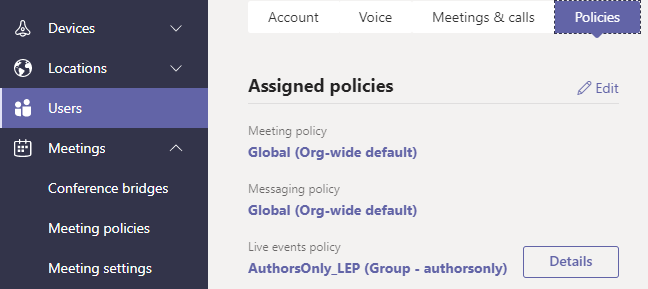 Devices
Locations
Users
Meetings
Conference bridges
Meeting policies
Meeting settings
Account Voice Meetings & calls Policies
Assigned policies Edit
Meeting policy
Global (Org-wide default)
Messaging policy
Global (Org-wide default)
Live events policy
AuthorsOnly_LEP (Group - authorsonly) Details